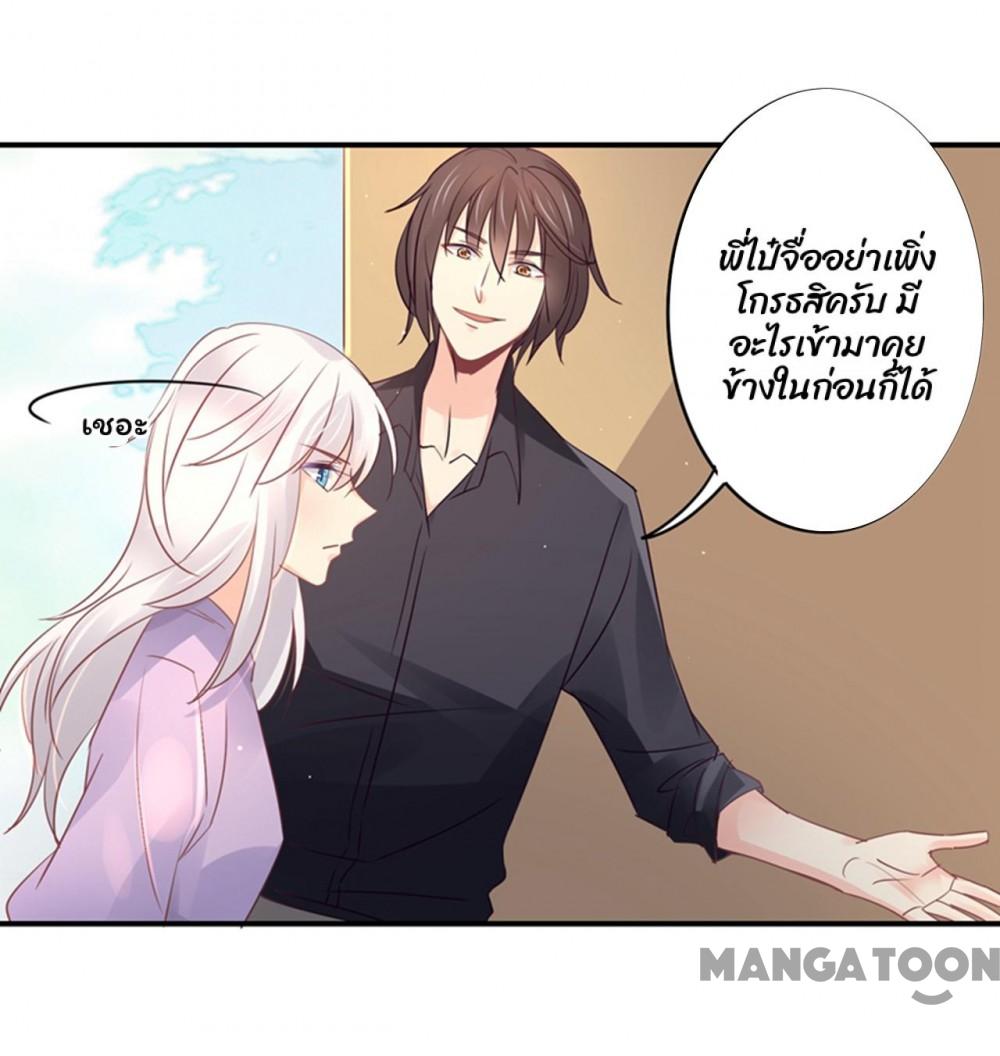 พี่ไป๋จื่ออย่าเพิ่ง
โกรธสิครับ มี
อะไรเข้ามาคุย
ข้างในก่อนก็ได้
เชอะ
MANGATOON